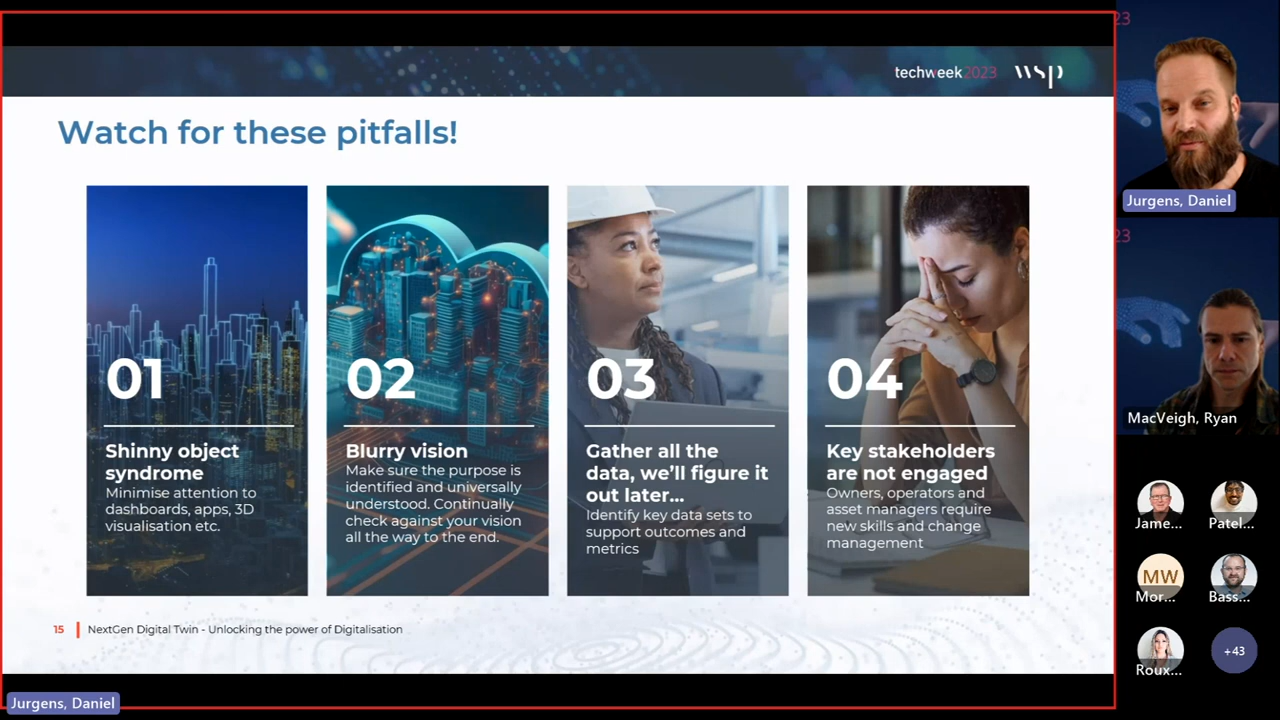 techweek2023 wsp
Watch for these pitfalls!
01
Shinny object
syndrome
Minimise attention to
dashboards, apps, 3D
visualisation etc.
02
Blurry vision
Make sure the purpose is
identified and universally
understood. Continually
check against your vision
all the way to the end.
03
Gather all the
data, we’ll figure it
out later...
Identify key data sets to
support outcomes and
metrics
04
Key stakeholders
are not engaged
Owners, operators and
asset managers require
new skills and change
management
15
NextGen Digital Twin - Unlocking the power of Digitalisation
Jurgens, Daniel
23
Jurgens, Daniel
23
MacVeigh, Ryan
Jame...
Patel...
MW
Mor...
Bass...
Roux...
+43